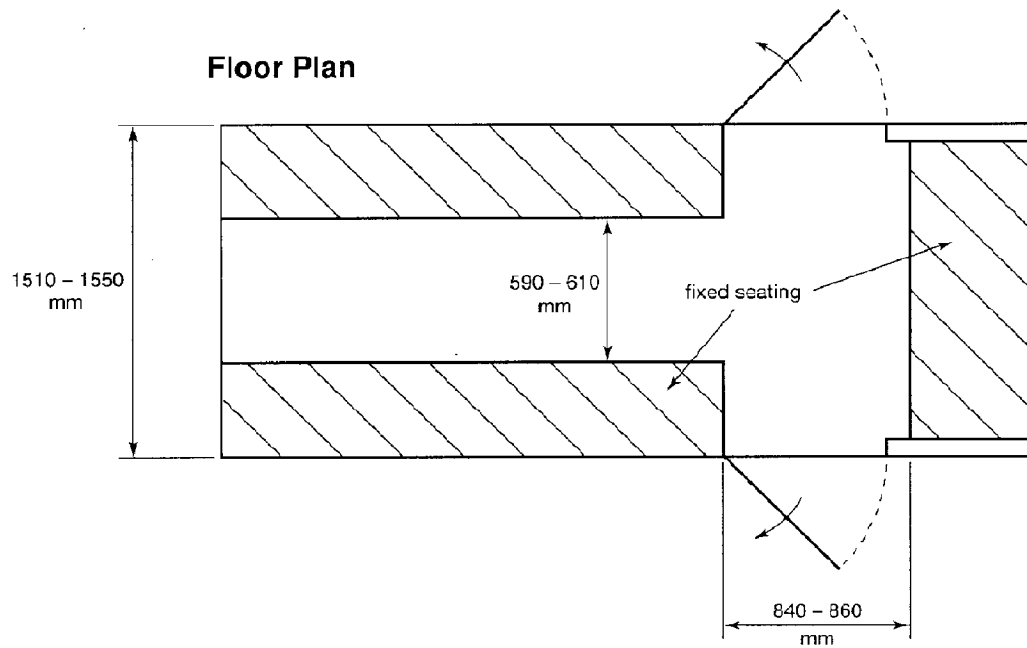 Floor Plan
1510 – 1550
mm
590 – 610
mm
fixed seating
840 – 860
mm